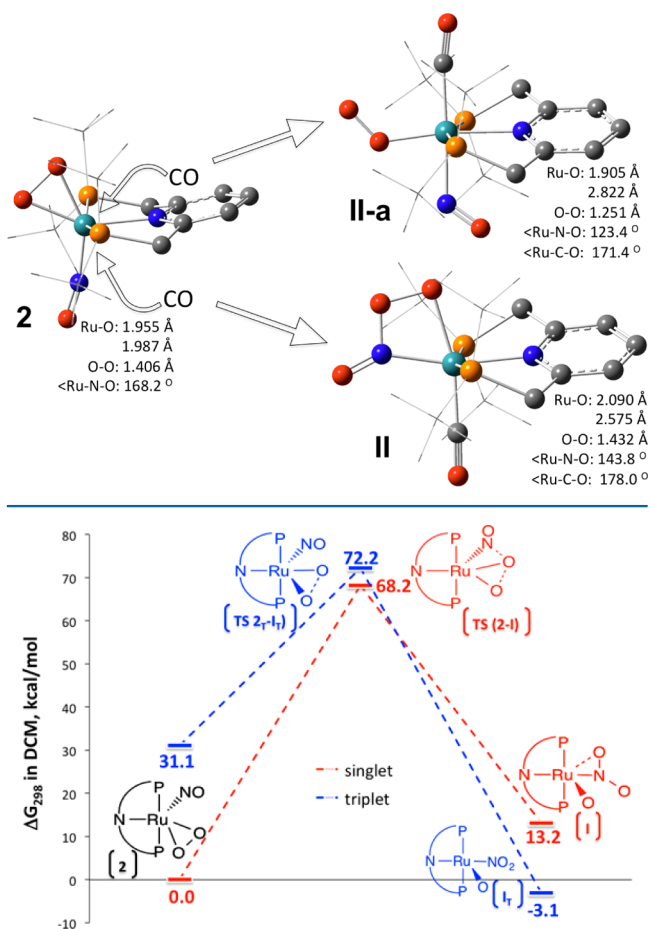 CO
CO
2
Ru-O: 1.955 Å
1.987 Å
O-O: 1.406 Å
<Ru-N-O: 168.2 O
II-a
Ru-O: 1.905 Å
2.822 Å
O-O: 1.251 Å
<Ru-N-O: 123.4 O
<Ru-C-O: 171.4 O
II
Ru-O: 2.090 Å
2.575 Å
O-O: 1.432 Å
<Ru-N-O: 143.8 O
<Ru-C-O: 178.0 O
ΔG298 in DCM, kcal/mol
80
70
60
50
40
30
20
10
0
-10
P
NO
N
Ru
O
O
P
[TS 2T-IT)]
72.2
68.2
P
N
O
N
Ru
O
O
P
[TS (2-I)]
31.1
P
NO
N
Ru
O
O
P
[2]
0.0
singlet
triplet
P
O
N
Ru
N
O
O
P
[I]
13.2
P
N
Ru
NO2
O
P
[IT]
-3.1